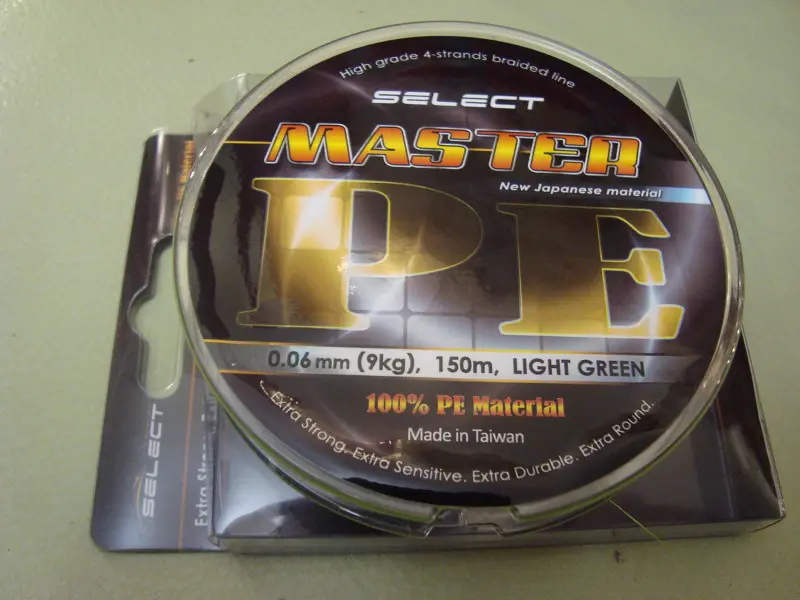 High grade 4-strands braided line
SELECT
MASTER
New Japanese material
PE
0.06 mm (9kg), 150m, LIGHT GREEN
100% PE Material
Made in Taiwan
Extra Strong. Extra Sensitive. Extra Durable. Extra Round.
SELECT
Extra